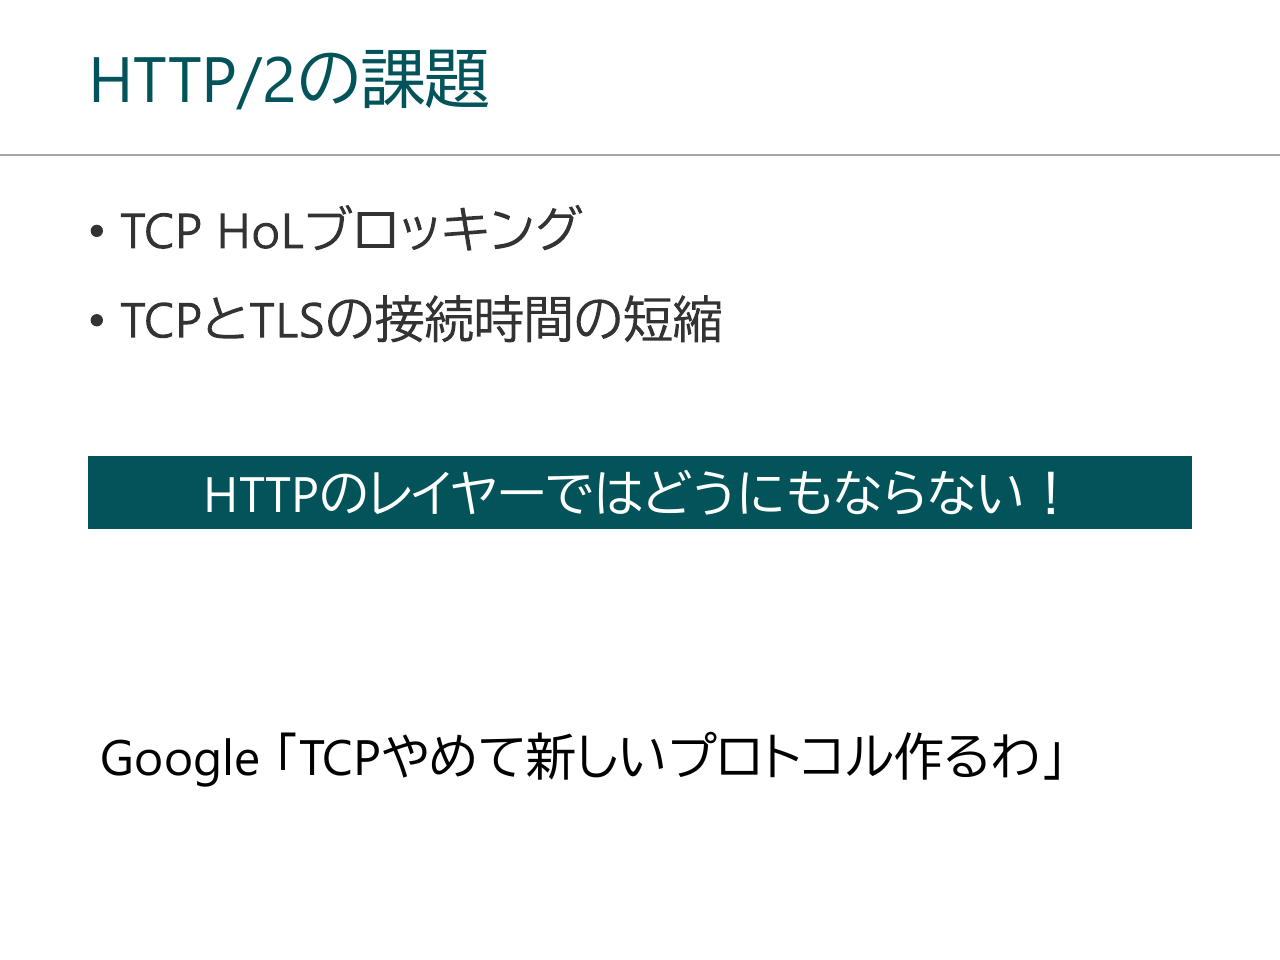 HTTP/2の課題
• TCP HoLブロッキング
• TCPとTLSの接続時間の短縮
HTTPのレイヤーではどうにもならない！
Google「TCPやめて新しいプロトコル作るわ」